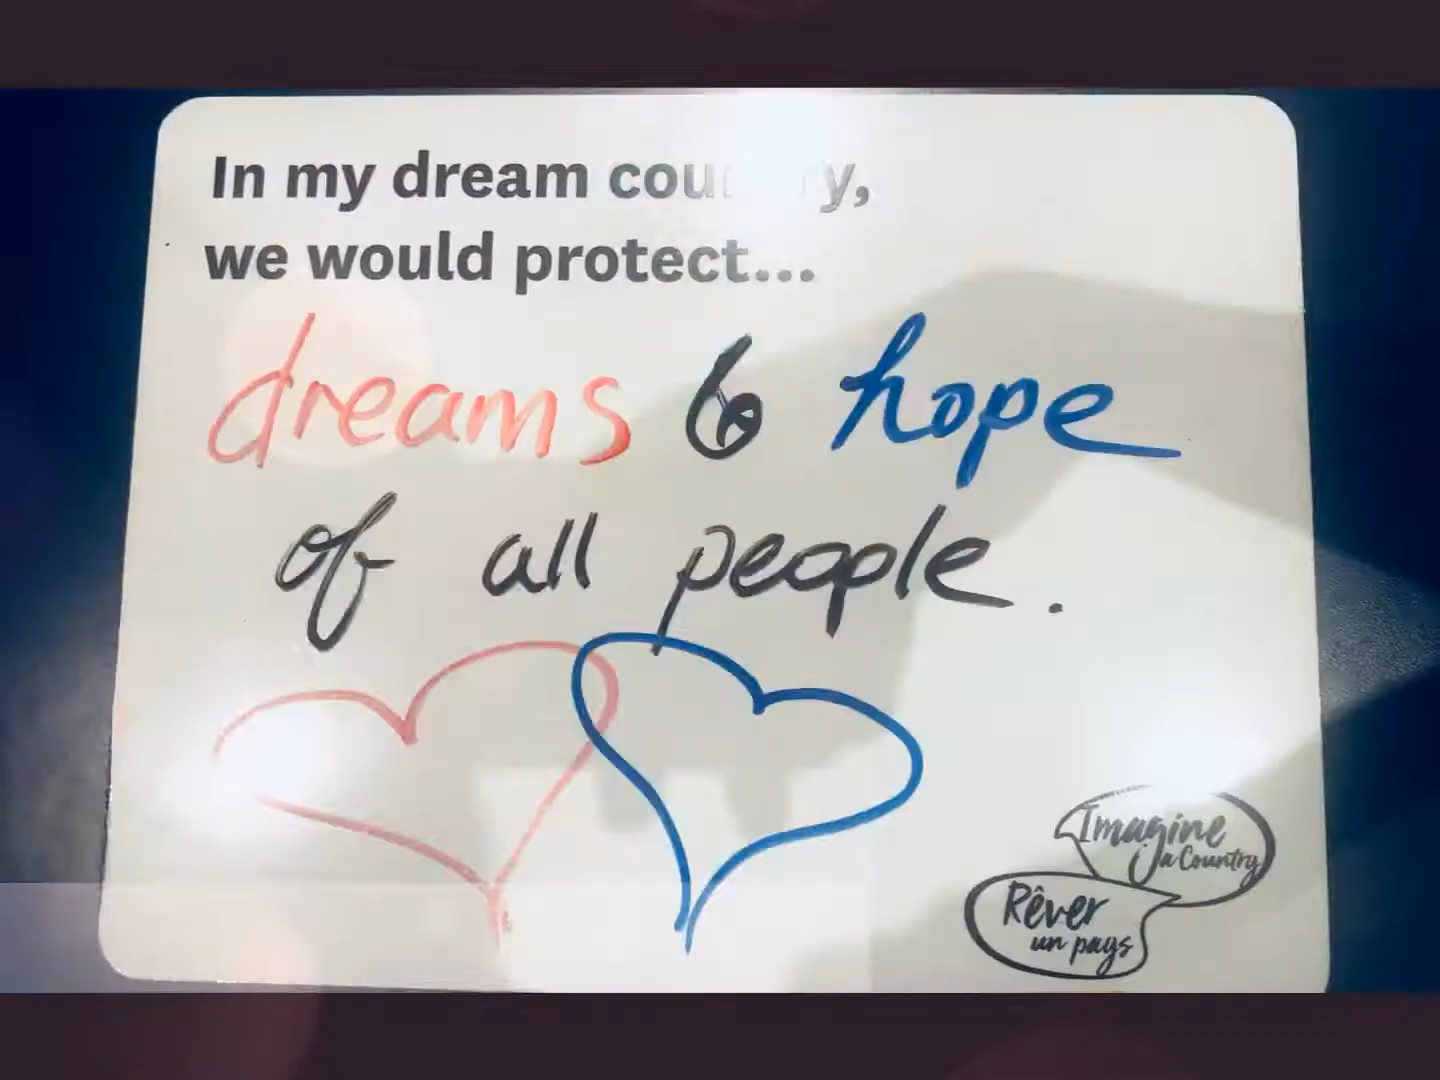 In my dream country,
we would protect...
dreams & hope
of all people.
Imagine
a Country
Rêver
un pays